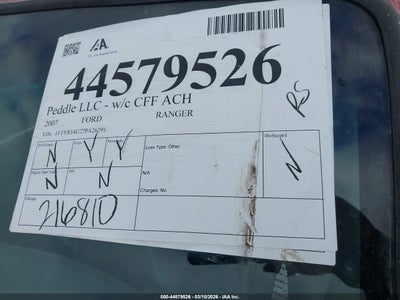 IAA
44579526
Peddle LLC - w/c CFF ACH
2007 FORD RANGER
N Y Y
Loss Type: Other
N N
N/A
Charges: No
216810
N
RS
000-44579526 - 03/10/2026 - IAA Inc.